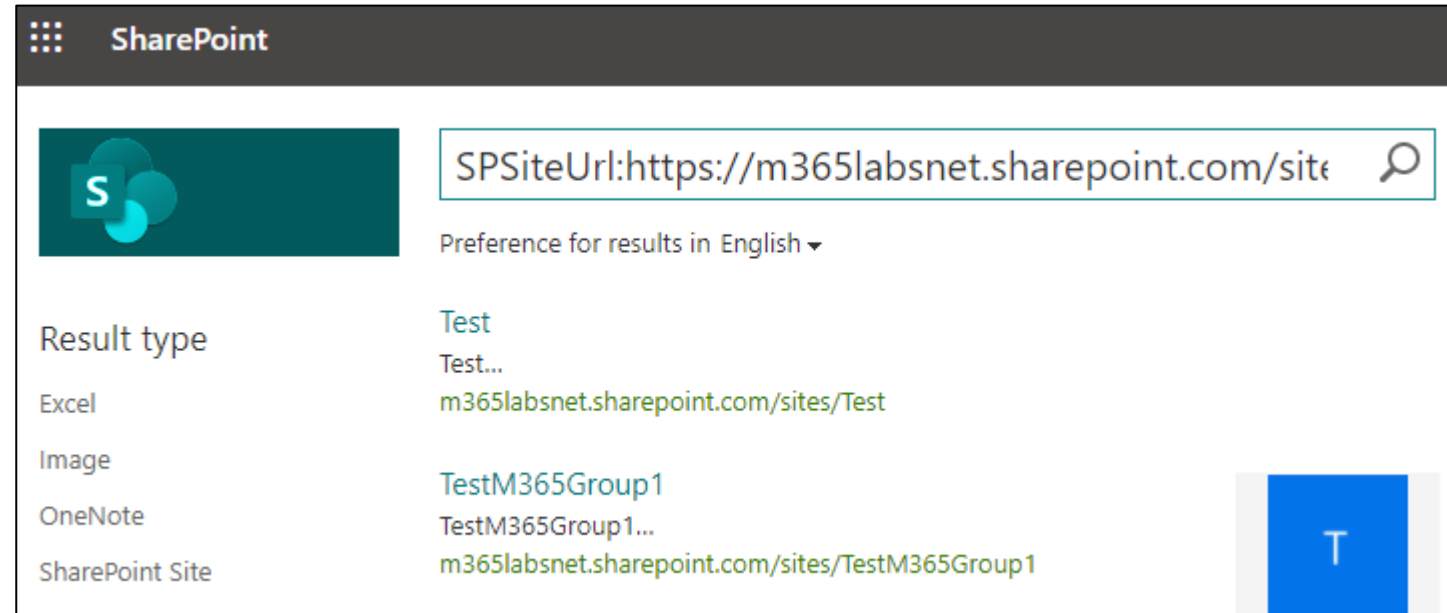 SharePoint
S
SPSiteUrl:https://m365labsnet.sharepoint.com/site
Preference for results in English
Result type
Excel
Image
OneNote
SharePoint Site
Test
Test...
m365labsnet.sharepoint.com/sites/Test
TestM365Group1
TestM365Group1...
m365labsnet.sharepoint.com/sites/TestM365Group1
T